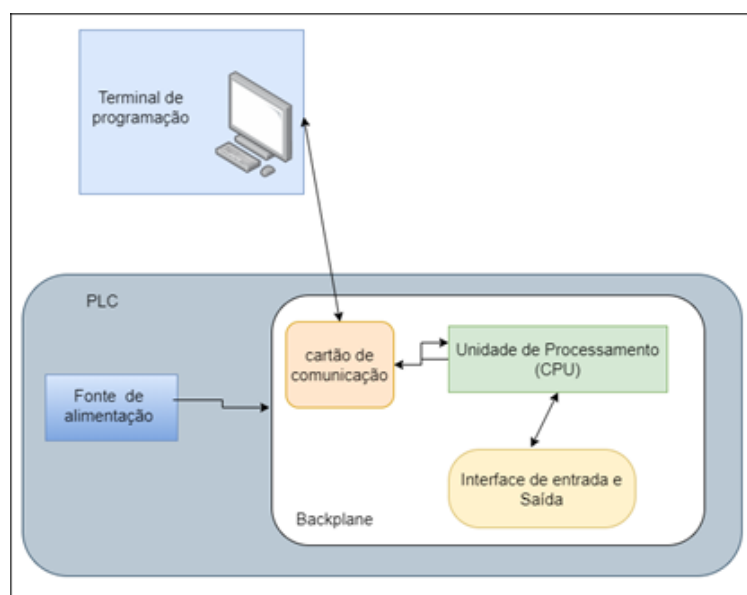 Terminal de
programação
PLC
cartão de
comunicação
Unidade de Processamento
(CPU)
Fonte de
alimentação
Interface de entrada e
Saída
Backplane